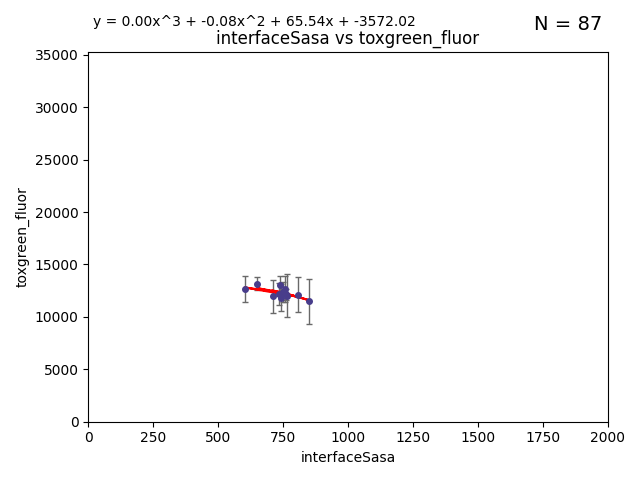 y = 0.00x^3 + -0.08x^2 + 65.54x + -3572.02
N = 87
interfaceSasa vs toxgreen_fluor
35000
30000
25000
20000
15000
10000
5000
0
toxgreen_fluor
0 250 500 750 1000 1250 1500 1750 2000
interfaceSasa